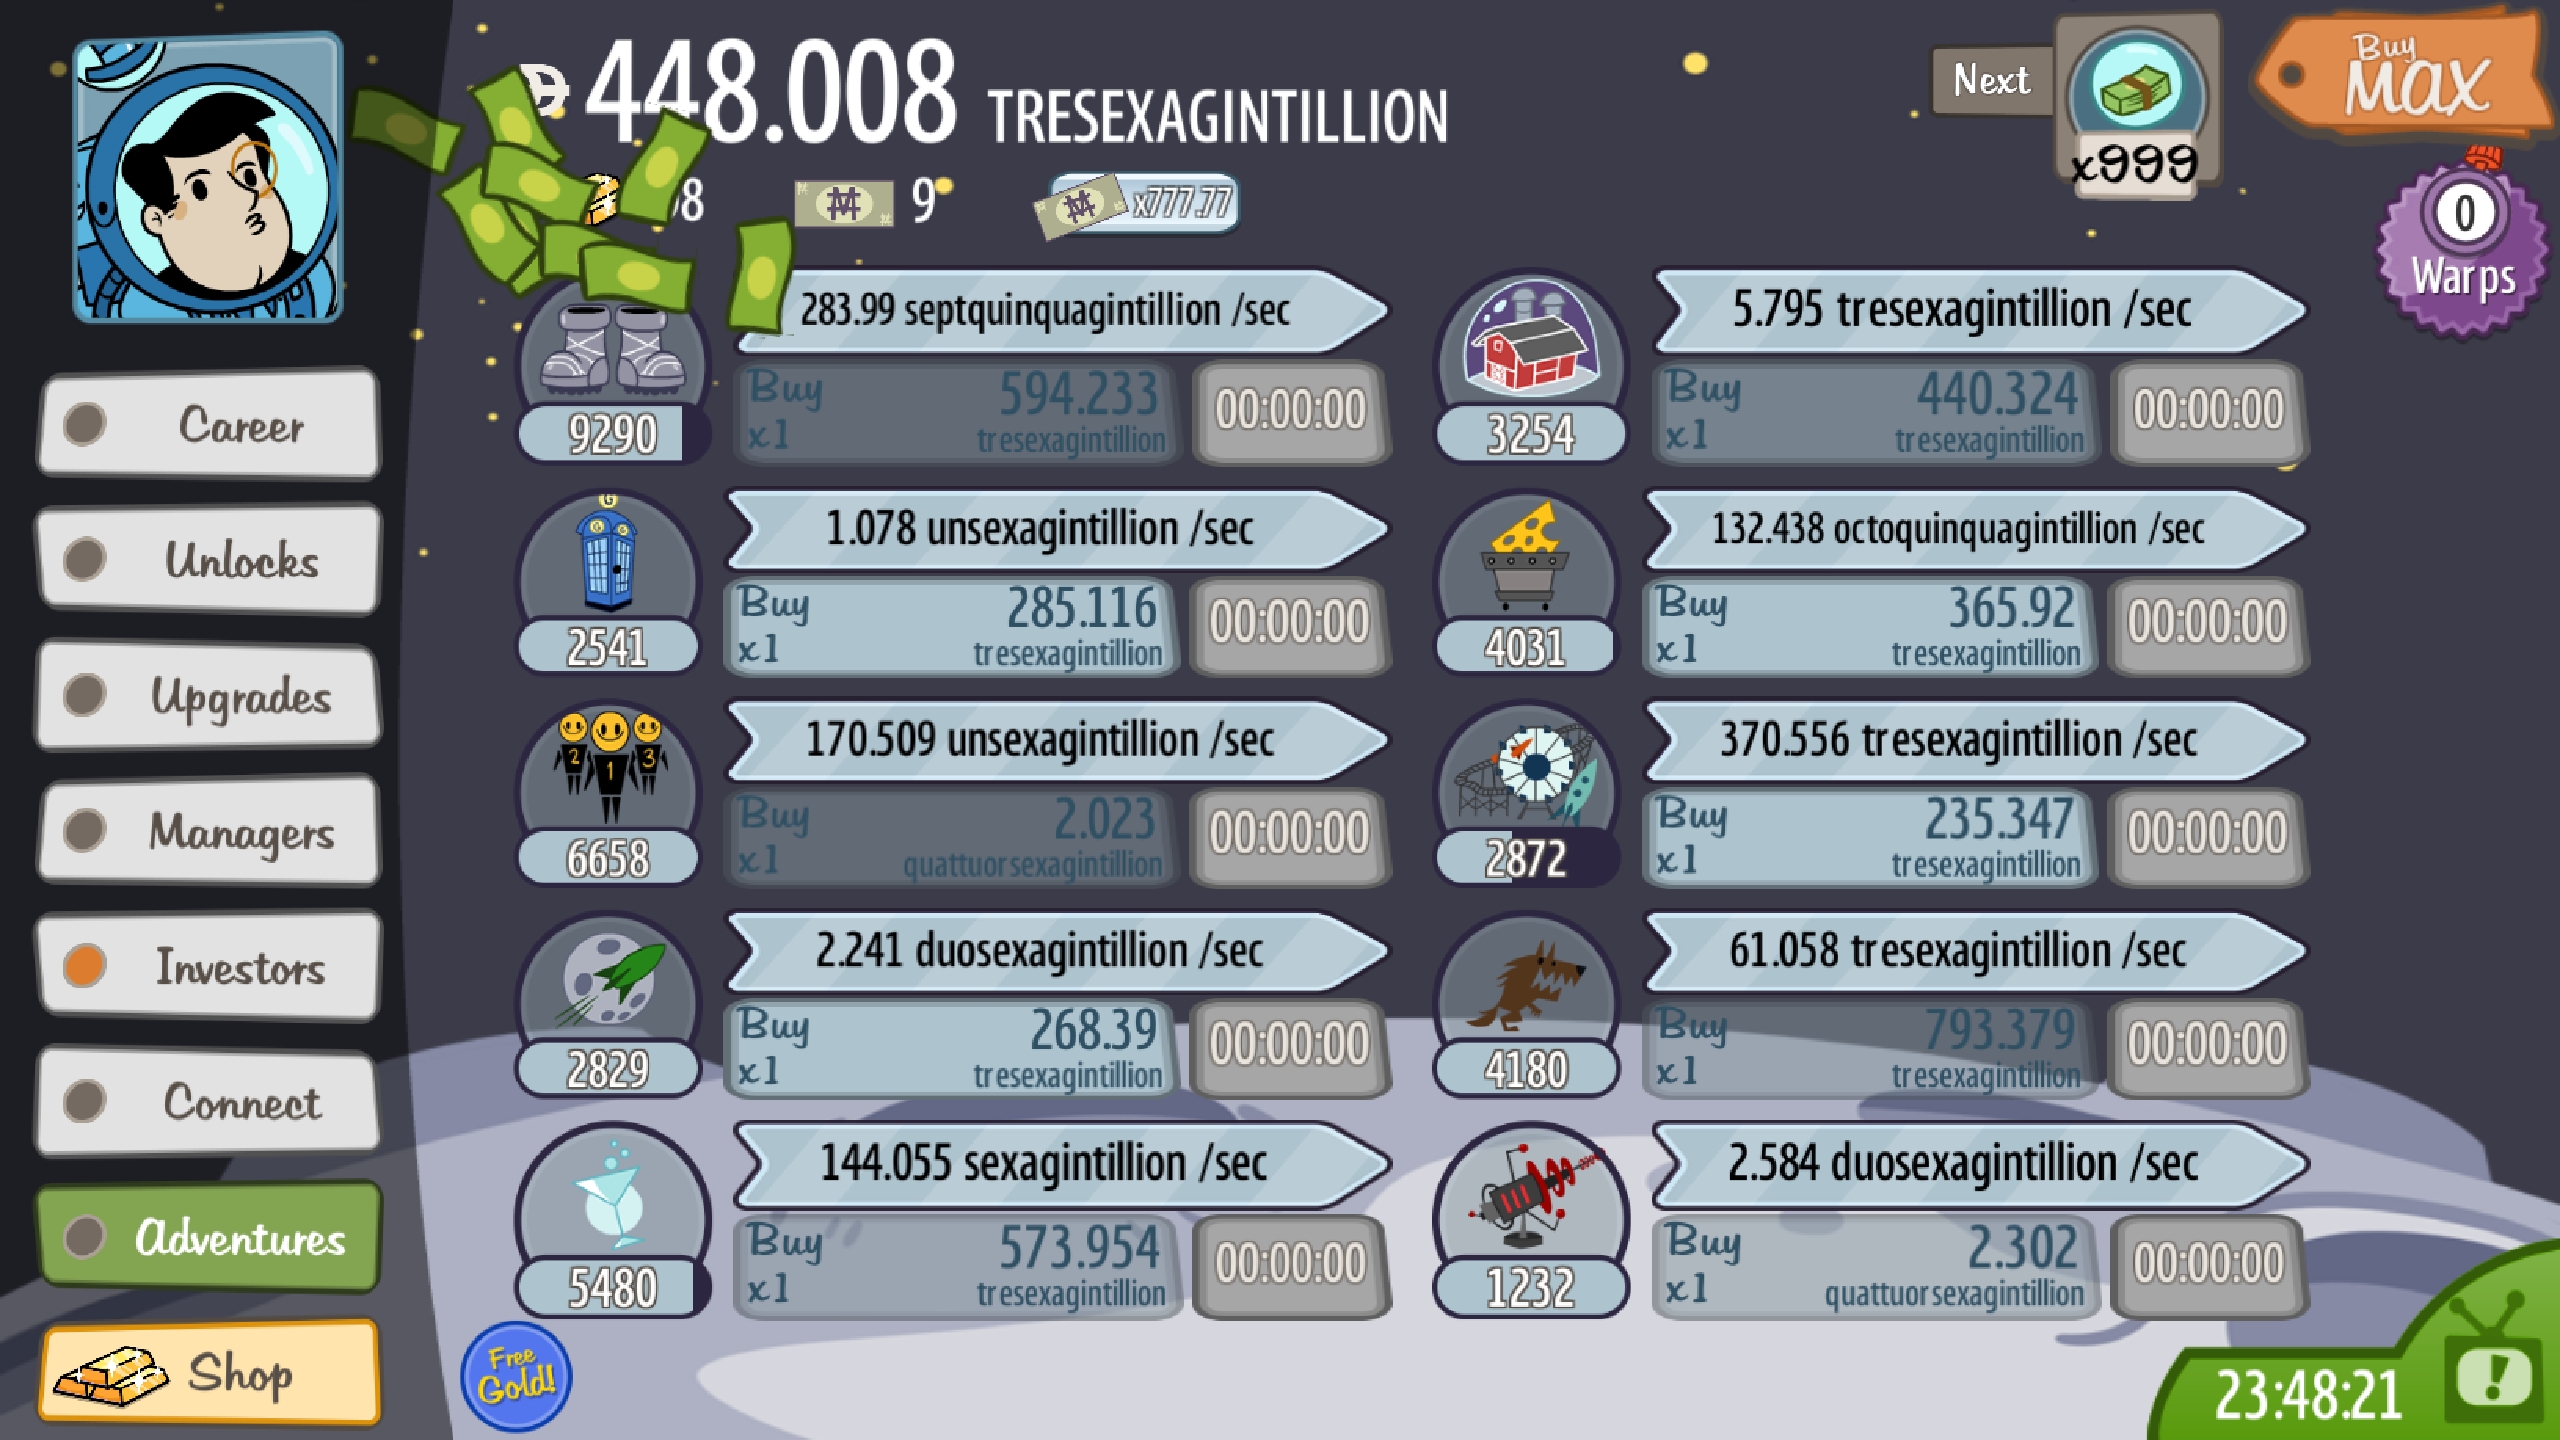 448.008 TRESEXAGINTILLION
Next
x999
Buy
MAX
8
9
x777.77
0
Warps
Career
Unlocks
Upgrades
Managers
Investors
Connect
Adventures
Shop
283.99 septquinquagintillion /sec
9290
Buy
x1
594.233
tresexagintillion
00:00:00
5.795 tresexagintillion /sec
3254
Buy
x1
440.324
tresexagintillion
00:00:00
G
G G
1.078 unsexagintillion /sec
2541
Buy
x1
285.116
tresexagintillion
00:00:00
132.438 octoquinquagintillion /sec
4031
Buy
x1
365.92
tresexagintillion
00:00:00
2 1 3
170.509 unsexagintillion /sec
6658
Buy
x1
2.023
quattuorsexagintillion
00:00:00
370.556 tresexagintillion /sec
2872
Buy
x1
235.347
tresexagintillion
00:00:00
2.241 duosexagintillion /sec
2829
Buy
x1
268.39
tresexagintillion
00:00:00
61.058 tresexagintillion /sec
4180
Buy
x1
793.379
tresexagintillion
00:00:00
144.055 sexagintillion /sec
5480
Buy
x1
573.954
tresexagintillion
00:00:00
2.584 duosexagintillion /sec
1232
Buy
x1
2.302
quattuorsexagintillion
00:00:00
Free
Gold!
23:48:21
!